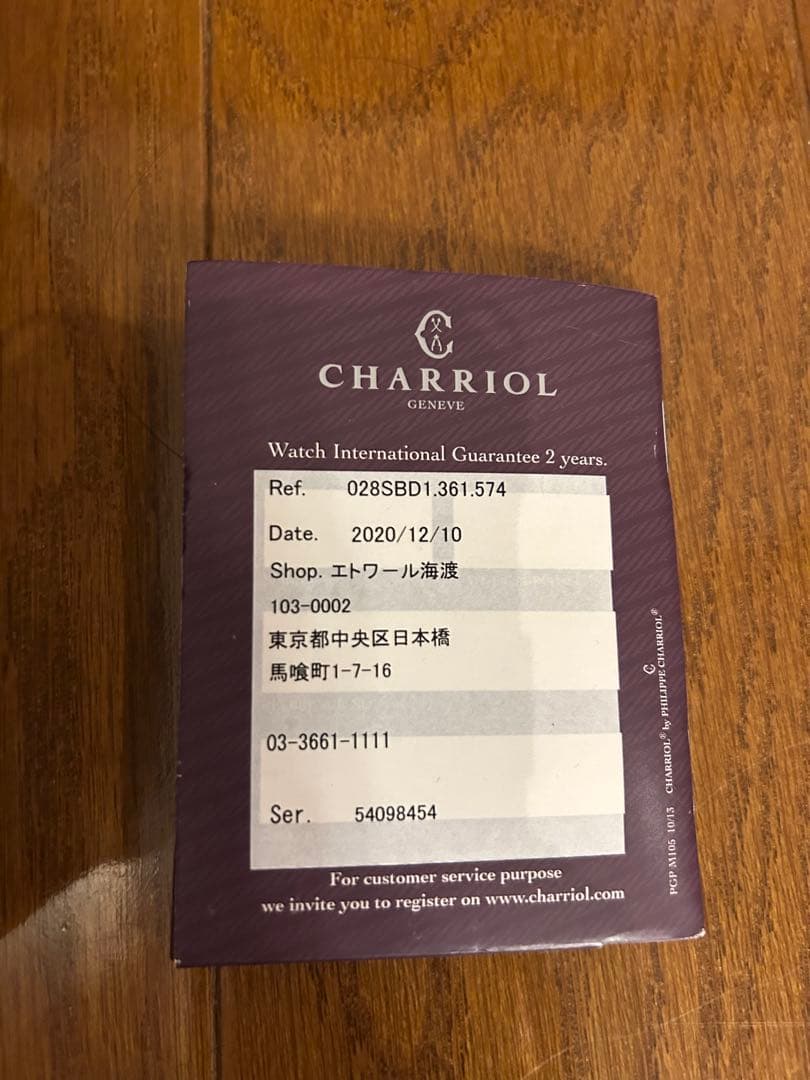 CHARRIOL
GENEVE
Watch International Guarantee 2 years.
Ref. 028SBD1.361.574
Date. 2020/12/10
Shop. エトワール海渡
103-0002
東京都中央区日本橋
馬喰町1-7-16
03-3661-1111
Ser. 54098454
For customer service purpose
we invite you to register on www.charriol.com
PGP M105 10/13 CHARRIOL® by PHILIPPE CHARRIOL®